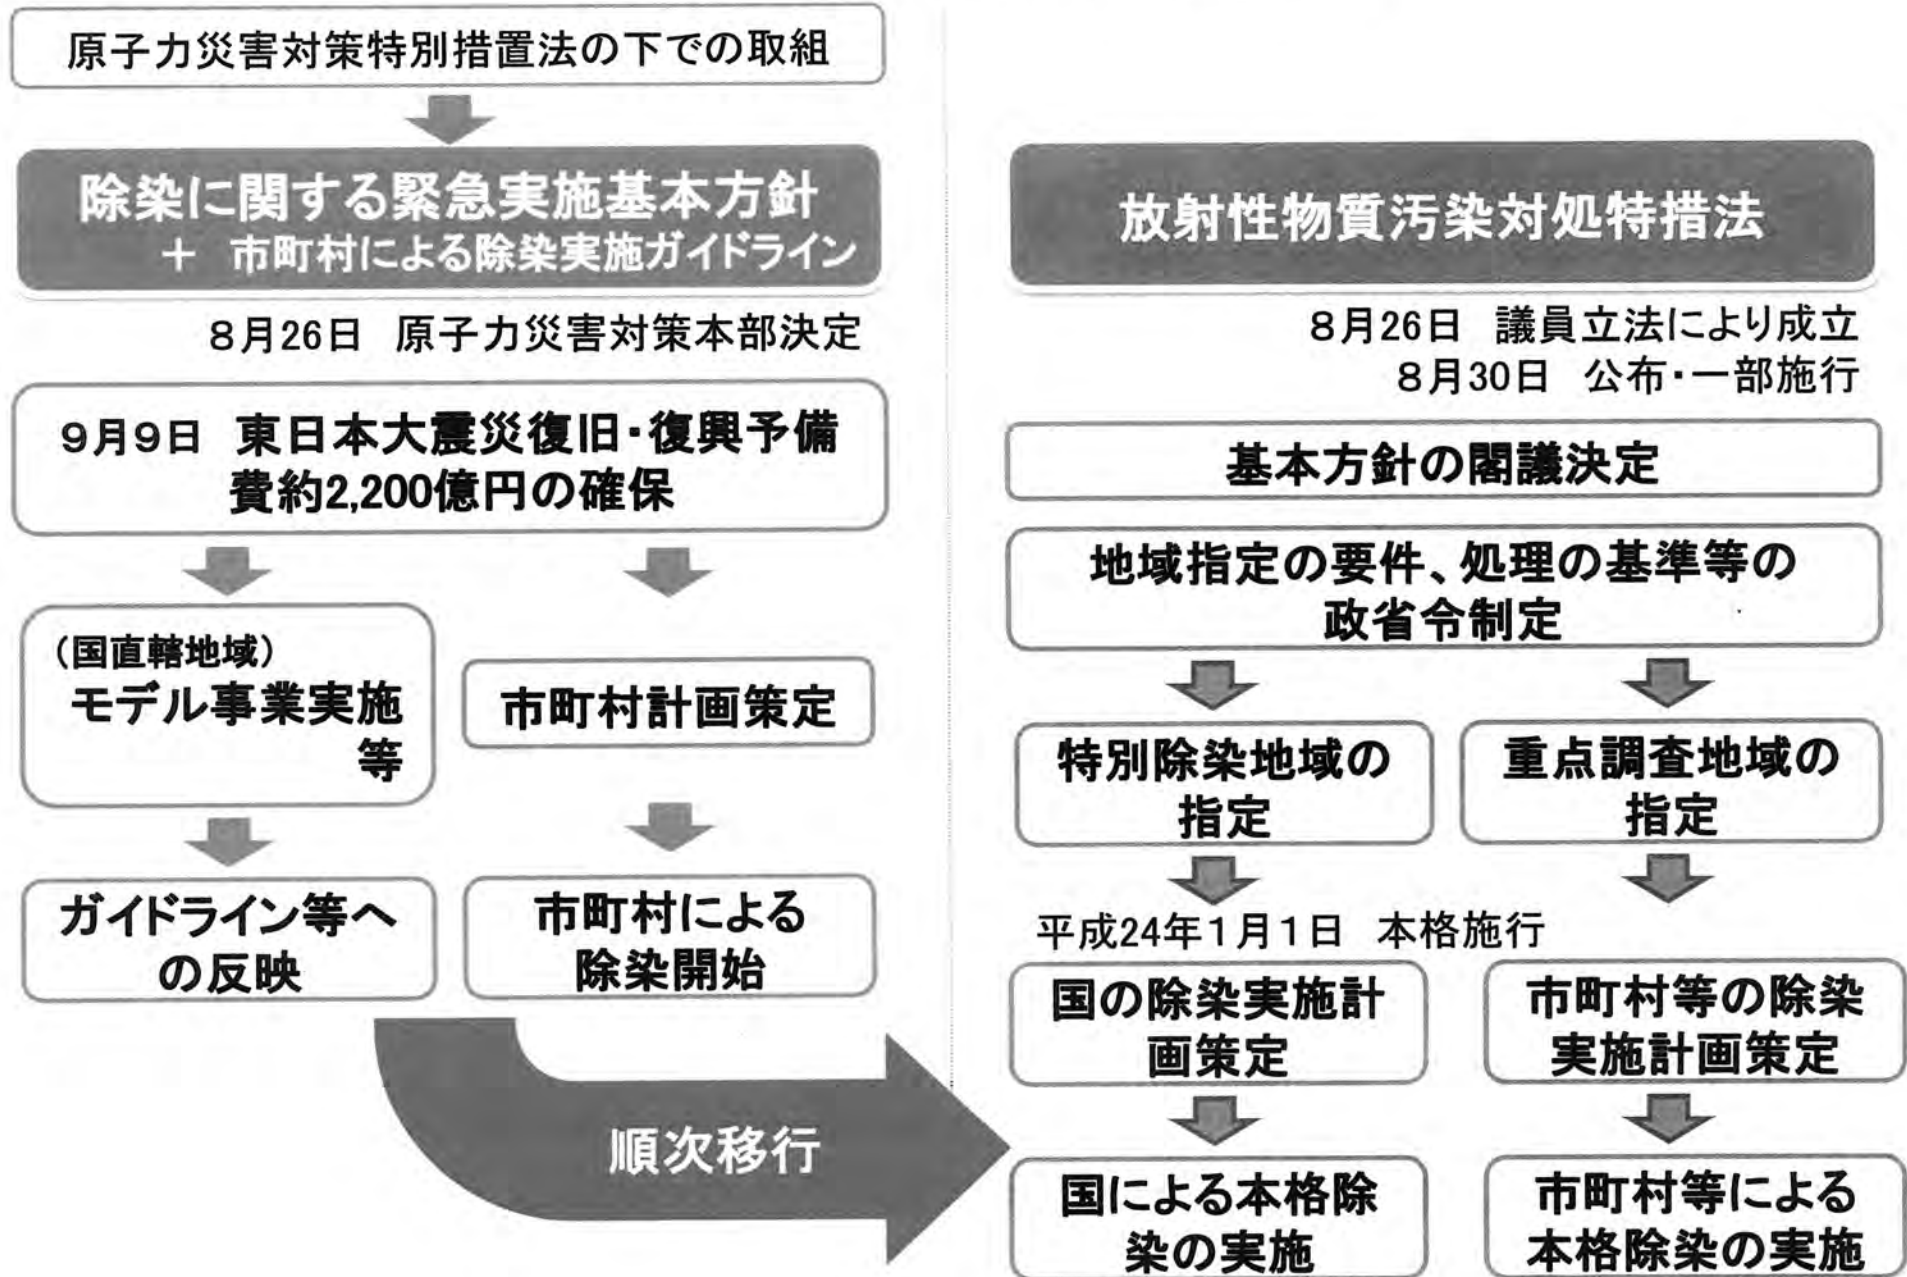 原子力災害対策特別措置法の下での取組
除染に関する緊急実施基本方針
＋ 市町村による除染実施ガイドライン
８月26日 原子力災害対策本部決定
９月９日 東日本大震災復旧・復興予備
費約2,200億円の確保
（国直轄地域）
モデル事業実施
等
市町村計画策定
ガイドライン等へ
の反映
市町村による
除染開始
順次移行
放射性物質汚染対処特措法
８月26日 議員立法により成立
８月30日 公布・一部施行
基本方針の閣議決定
地域指定の要件、処理の基準等の
政省令制定
特別除染地域の
指定
重点調査地域の
指定
平成24年１月１日 本格施行
国の除染実施計
画策定
市町村等の除染
実施計画策定
国による本格除
染の実施
市町村等による
本格除染の実施